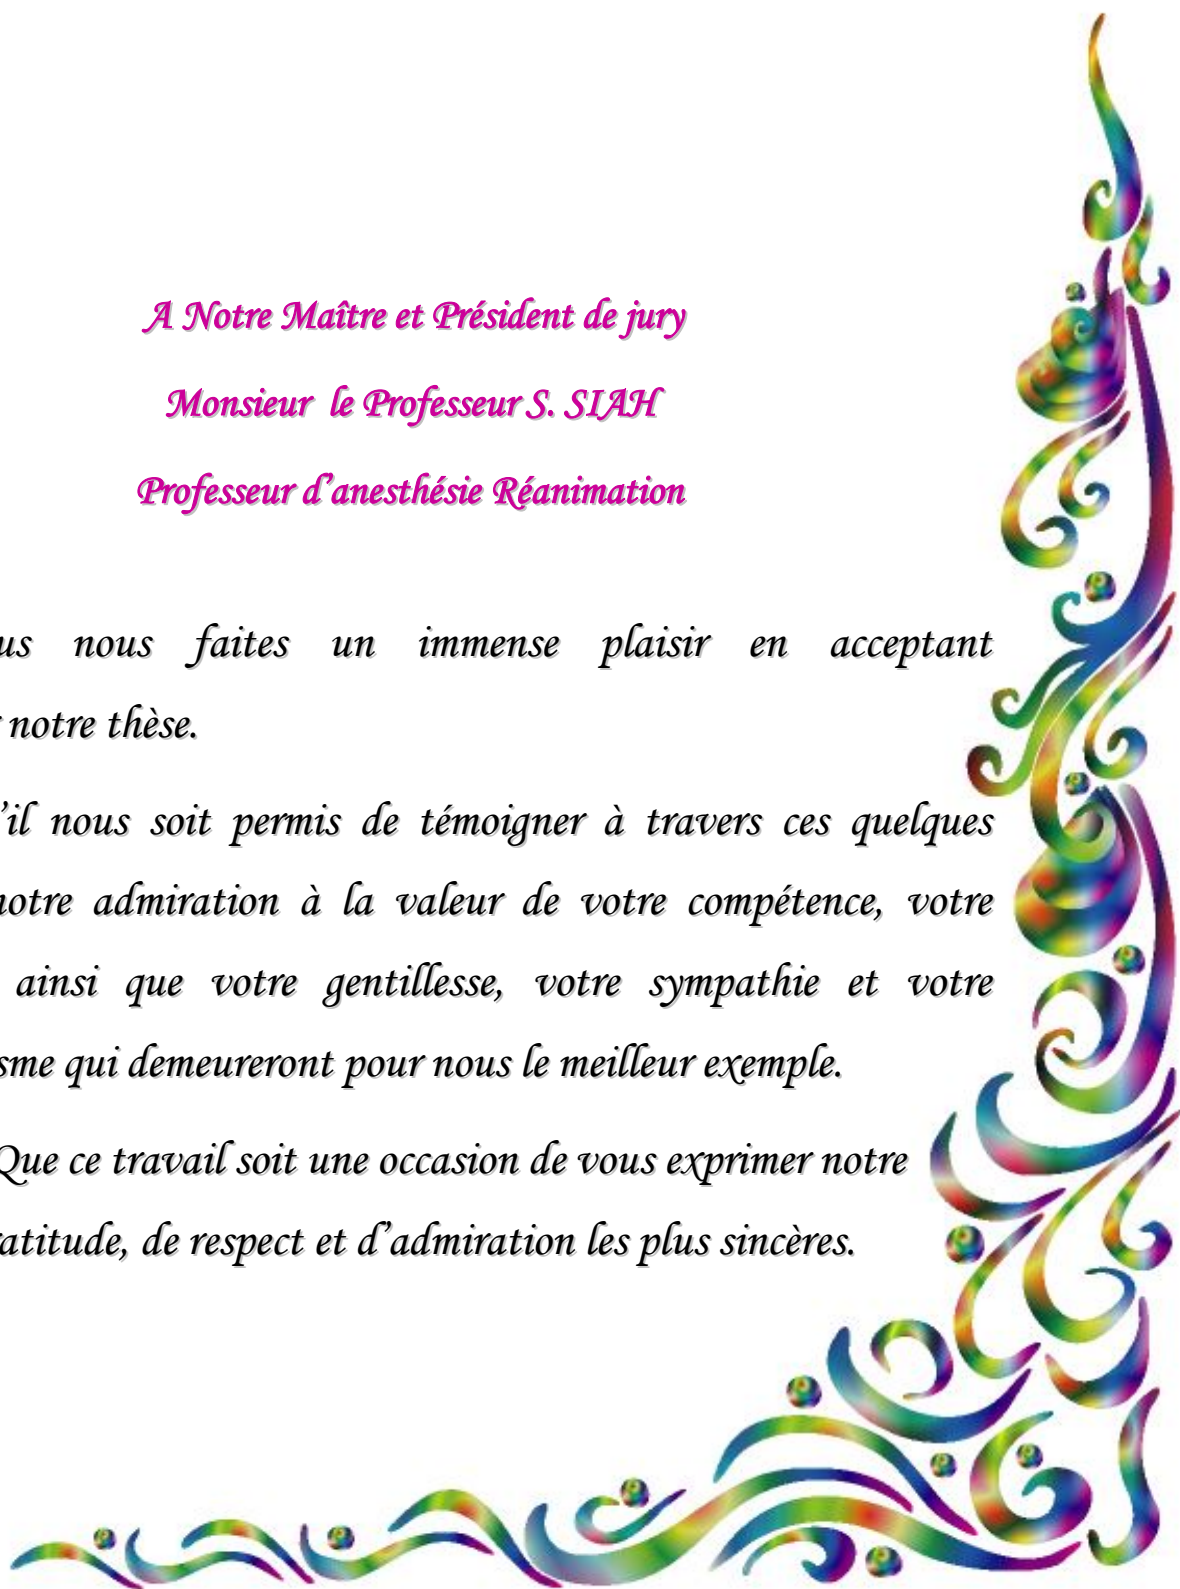 A Notre Maître et Président de jury
Monsieur le Professeur S. SIAH
Professeur d’anesthésie Réanimation
us nous faites un immense plaisir en acceptant
notre thèse.
’il nous soit permis de témoigner à travers ces quelques
notre admiration à la valeur de votre compétence, votre
ainsi que votre gentillesse, votre sympathie et votre
sme qui demeureront pour nous le meilleur exemple.
Que ce travail soit une occasion de vous exprimer notre
atitude, de respect et d’admiration les plus sincères.